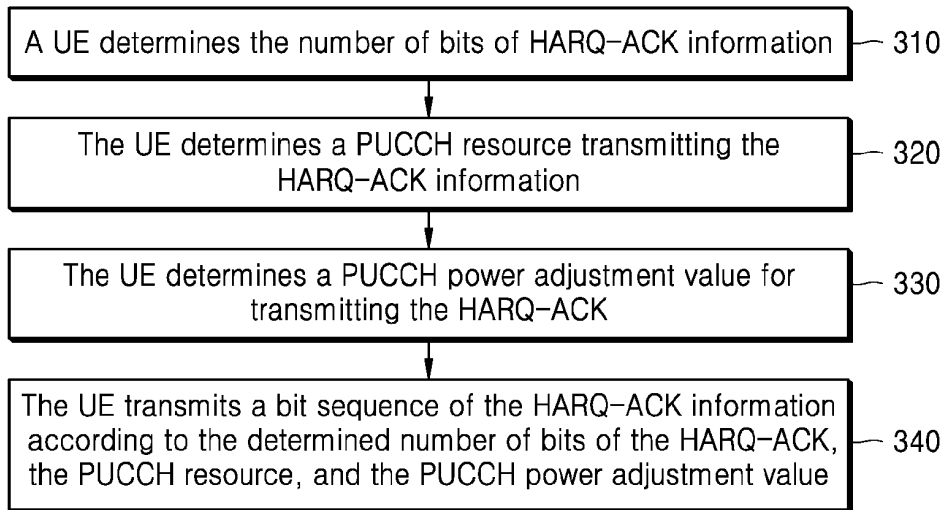 A UE determines the number of bits of HARQ-ACK information
310
The UE determines a PUCCH resource transmitting the
HARQ-ACK information
320
The UE determines a PUCCH power adjustment value for
transmitting the HARQ-ACK
330
The UE transmits a bit sequence of the HARQ-ACK information
according to the determined number of bits of the HARQ-ACK,
the PUCCH resource, and the PUCCH power adjustment value
340